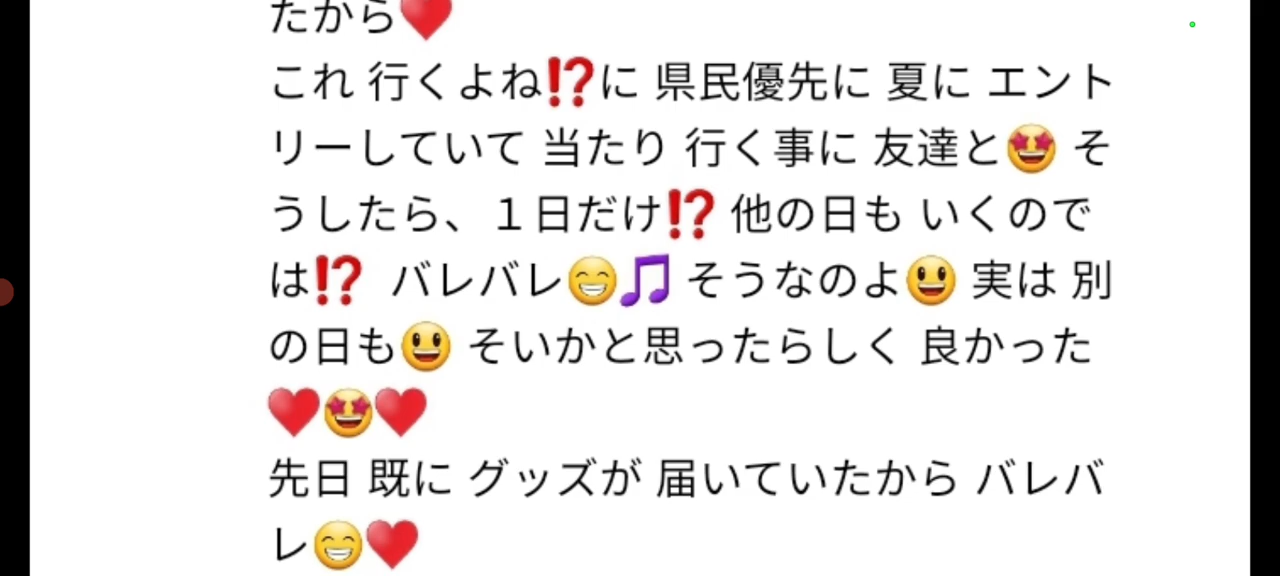 たから♥️
これ 行くよね⁉️に 県民優先に 夏に エント
リーしていて 当たり 行く事に 友達と🤩 そ
うしたら、１日だけ⁉️ 他の日も いくので
は⁉️ バレバレ😁🎵 そうなのよ😃 実は 別
の日も😃 そいかと思ったらしく 良かった
♥️🤩♥️
先日 既に グッズが 届いていたから バレバ
レ😁♥️